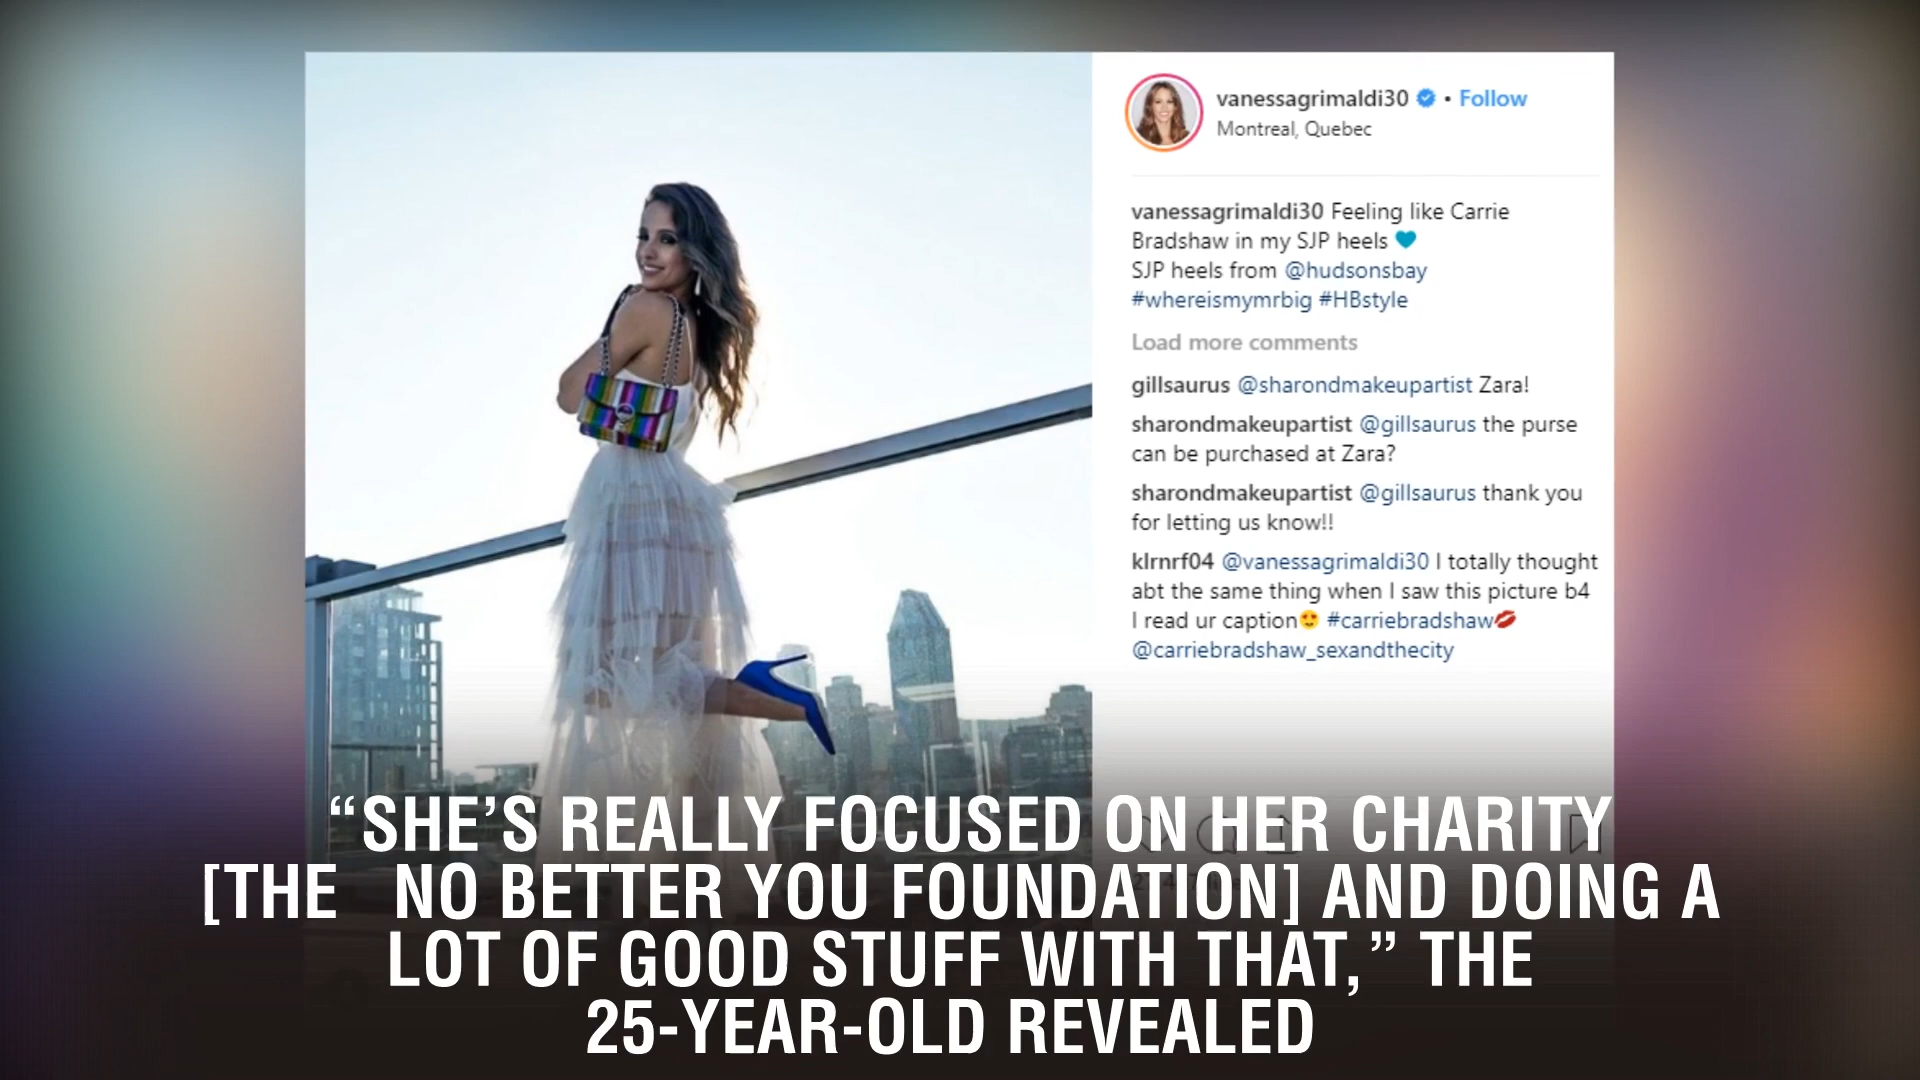 vanessagrimaldi30 • Follow
Montreal, Quebec
vanessagrimaldi30 Feeling like Carrie
Bradshaw in my SJP heels 💙
SJP heels from @hudsonsbay
#whereismymrbig #HBstyle
Load more comments
gillsaurus @sharondmakeupartist Zara!
sharondmakeupartist @gillsaurus the purse
can be purchased at Zara?
sharondmakeupartist @gillsaurus thank you
for letting us know!!
klrnrf04 @vanessagrimaldi30 I totally thought
abt the same thing when I saw this picture b4
I read ur caption😍 #carriebradshaw💋
@carriebradshaw_sexandthecity
“SHE’S REALLY FOCUSED ON HER CHARITY
[THE NO BETTER YOU FOUNDATION] AND DOING A
LOT OF GOOD STUFF WITH THAT,” THE
25-YEAR-OLD REVEALED